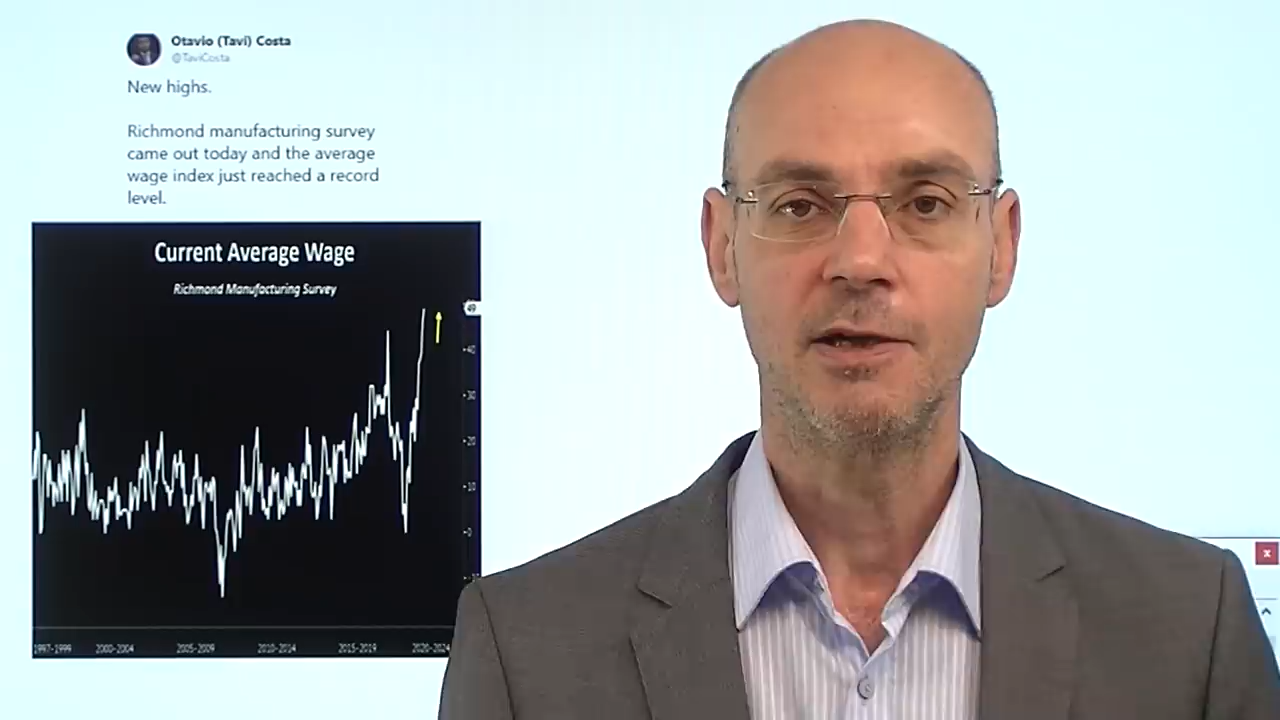 Otavio (Tavi) Costa
@TaviCosta
New highs.
Richmond manufacturing survey
came out today and the average
wage index just reached a record
level.
Current Average Wage
Richmond Manufacturing Survey
49
40
30
20
10
0
1997-1999 2000-2004 2005-2009 2010-2014 2015-2019 2020-2024
x